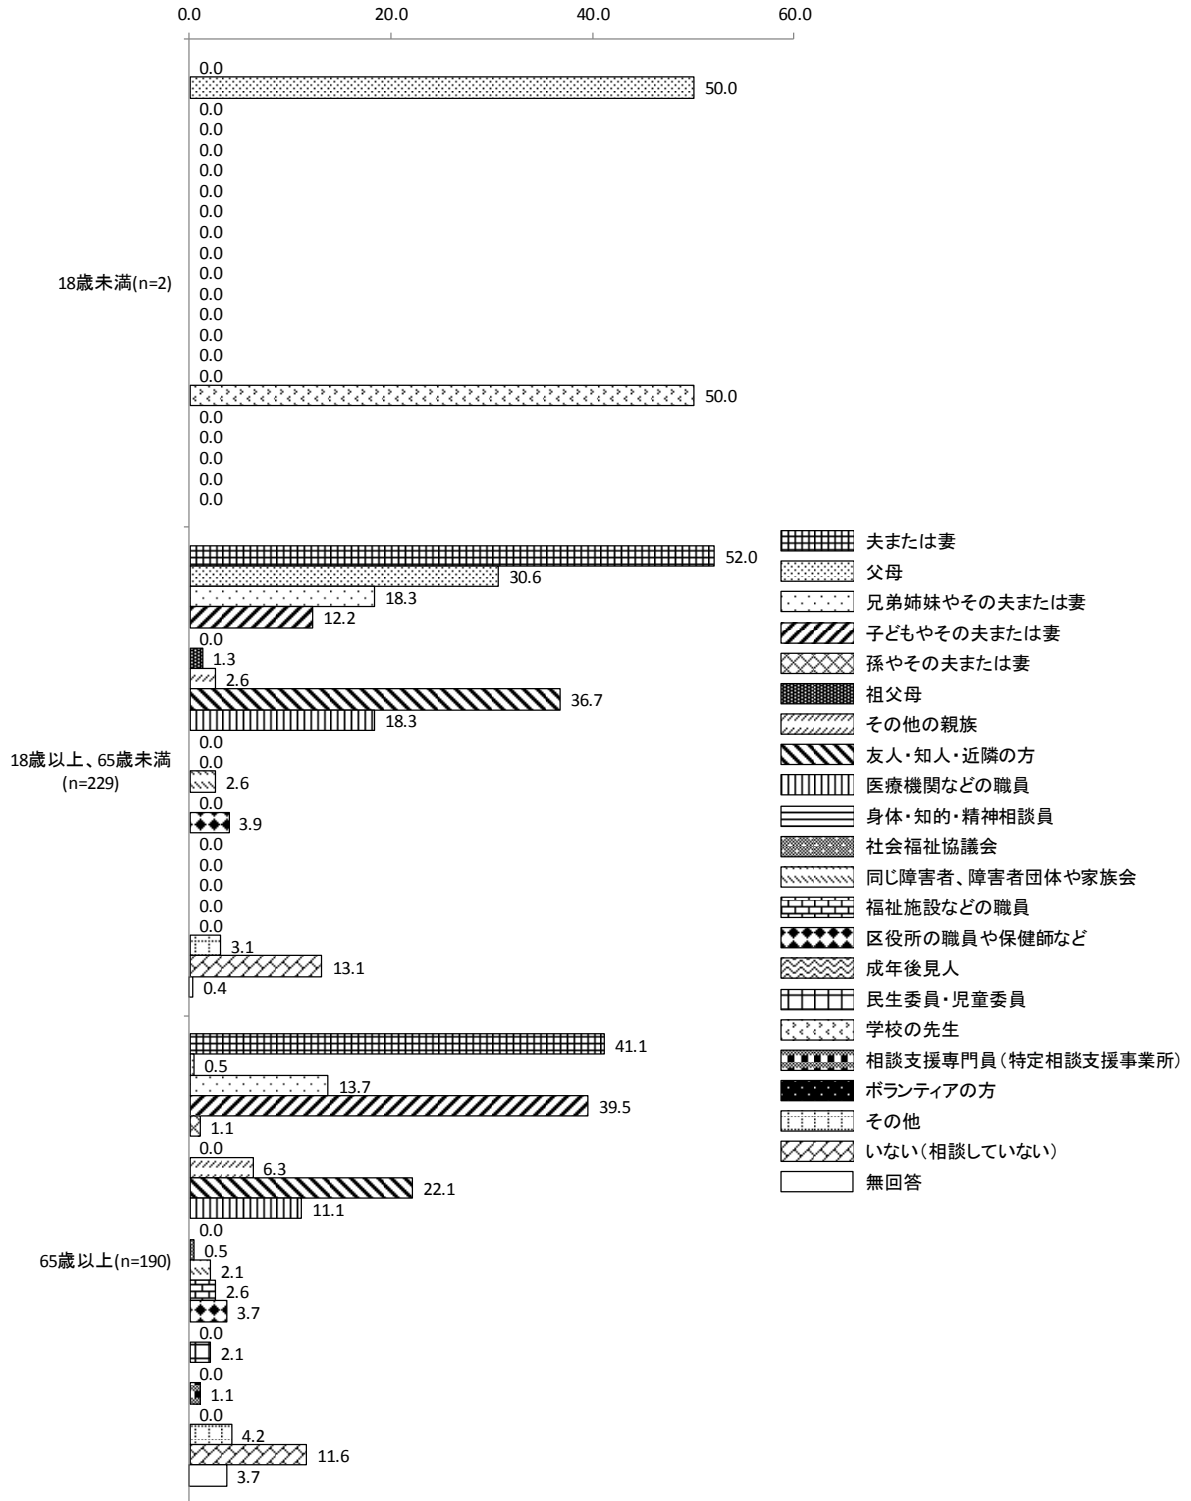 0.0 20.0 40.0 60.0
18歳未満(n=2)
0.0
50.0
0.0
0.0
0.0
0.0
0.0
0.0
0.0
0.0
0.0
0.0
0.0
0.0
0.0
0.0
50.0
0.0
0.0
0.0
0.0
0.0
18歳以上、65歳未満
(n=229)
52.0
30.6
18.3
12.2
0.0
1.3
2.6
36.7
18.3
0.0
0.0
2.6
0.0
3.9
0.0
0.0
0.0
0.0
0.0
3.1
13.1
0.4
65歳以上(n=190)
41.1
0.5
13.7
39.5
1.1
0.0
6.3
22.1
11.1
0.0
0.5
2.1
2.6
3.7
0.0
2.1
0.0
1.1
0.0
4.2
11.6
3.7
夫または妻
父母
兄弟姉妹やその夫または妻
子どもやその夫または妻
孫やその夫または妻
祖父母
その他の親族
友人・知人・近隣の方
医療機関などの職員
身体・知的・精神相談員
社会福祉協議会
同じ障害者、障害者団体や家族会
福祉施設などの職員
区役所の職員や保健師など
成年後見人
民生委員・児童委員
学校の先生
相談支援専門員（特定相談支援事業所）
ボランティアの方
その他
いない（相談していない）
無回答